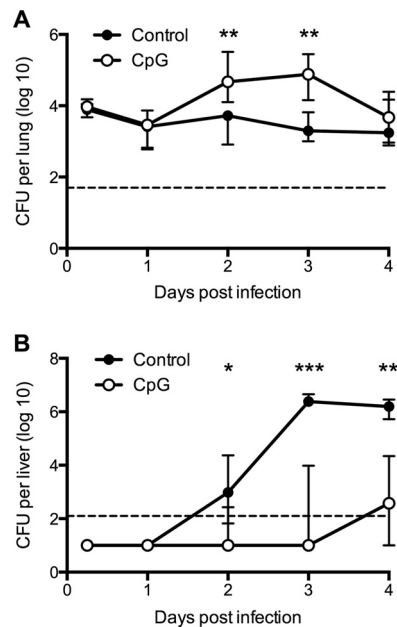 A
6
4
2
0
CFU per lung (log 10)
Control
CpG
** **
0 1 2 3 4
Days post infection
B
8
6
4
2
0
CFU per liver (log 10)
Control
CpG
* *** **
0 1 2 3 4
Days post infection